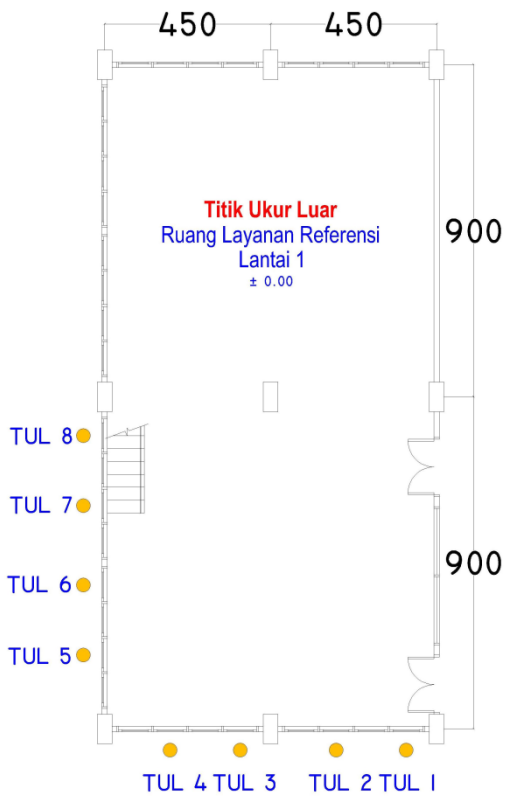 450 450
Titik Ukur Luar
Ruang Layanan Referensi
Lantai 1
± 0.00
900
TUL 8
TUL 7
900
TUL 6
TUL 5
TUL 4 TUL 3 TUL 2 TUL 1